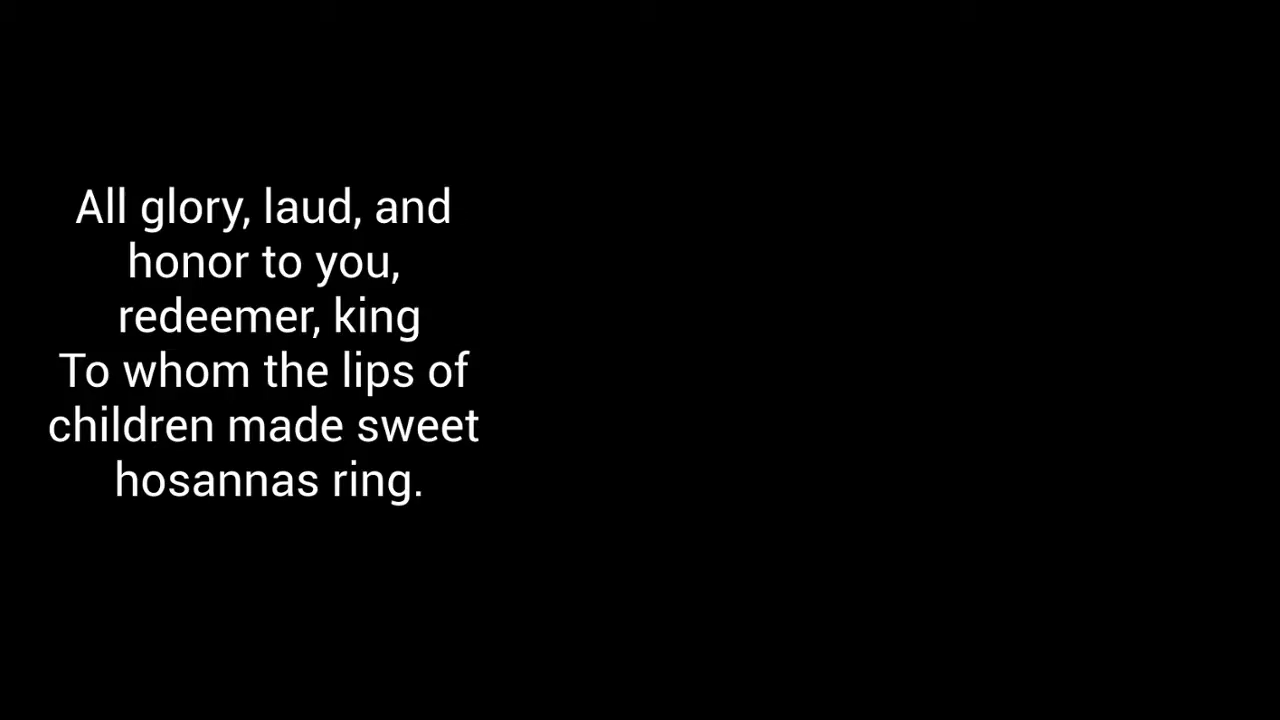 All glory, laud, and
honor to you,
redeemer, king
To whom the lips of
children made sweet
hosannas ring.